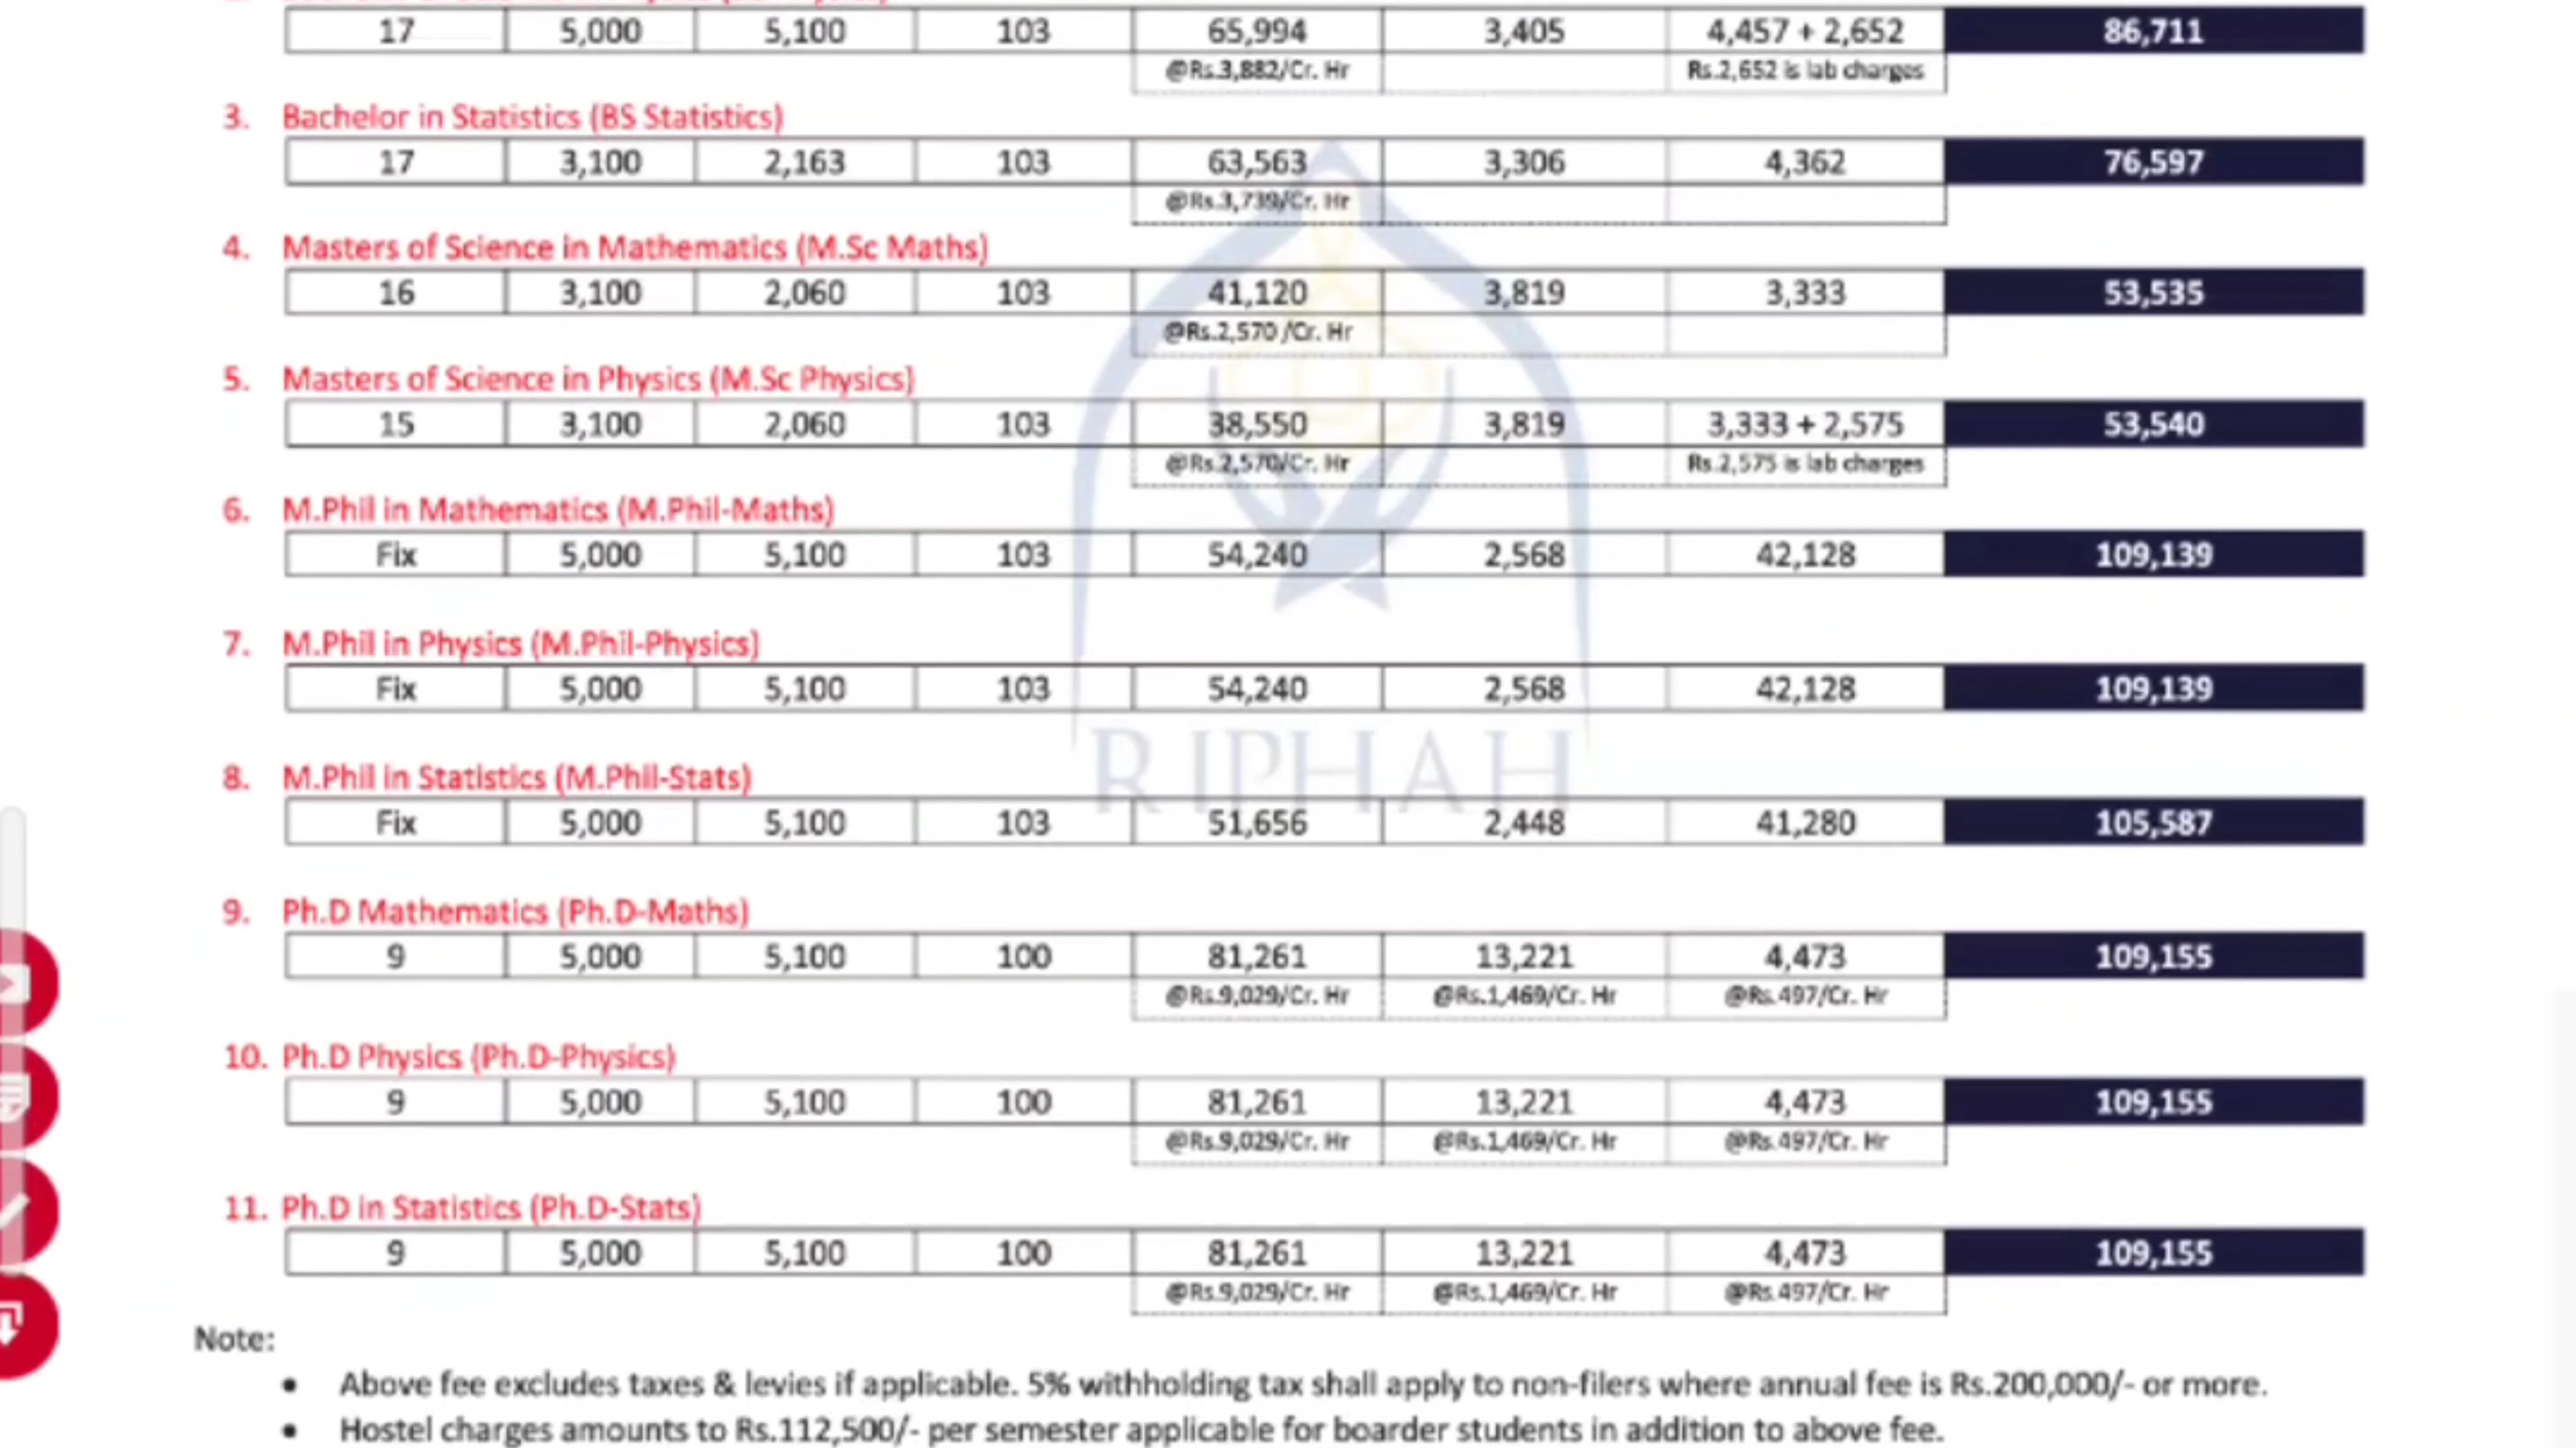 17 5,000 5,100 103 65,994 3,405 4,457 + 2,652 86,711
@Rs.3,882/Cr. Hr Rs.2,652 is lab charges
3. Bachelor in Statistics (BS Statistics)
17 3,100 2,163 103 63,563 3,306 4,362 76,597
@Rs.3,739/Cr. Hr
4. Masters of Science in Mathematics (M.Sc Maths)
16 3,100 2,060 103 41,120 3,819 3,333 53,535
@Rs.2,570 /Cr. Hr
5. Masters of Science in Physics (M.Sc Physics)
15 3,100 2,060 103 38,550 3,819 3,333 + 2,575 53,540
@Rs.2,570/Cr. Hr Rs.2,575 is lab charges
6. M.Phil in Mathematics (M.Phil-Maths)
Fix 5,000 5,100 103 54,240 2,568 42,128 109,139
7. M.Phil in Physics (M.Phil-Physics)
Fix 5,000 5,100 103 54,240 2,568 42,128 109,139
RIPHAH
8. M.Phil in Statistics (M.Phil-Stats)
Fix 5,000 5,100 103 51,656 2,448 41,280 105,587
9. Ph.D Mathematics (Ph.D-Maths)
9 5,000 5,100 100 81,261 13,221 4,473 109,155
@Rs.9,029/Cr. Hr @Rs.1,469/Cr. Hr @Rs.497/Cr. Hr
10. Ph.D Physics (Ph.D-Physics)
9 5,000 5,100 100 81,261 13,221 4,473 109,155
@Rs.9,029/Cr. Hr @Rs.1,469/Cr. Hr @Rs.497/Cr. Hr
11. Ph.D in Statistics (Ph.D-Stats)
9 5,000 5,100 100 81,261 13,221 4,473 109,155
@Rs.9,029/Cr. Hr @Rs.1,469/Cr. Hr @Rs.497/Cr. Hr
Note:
• Above fee excludes taxes & levies if applicable. 5% withholding tax shall apply to non-filers where annual fee is Rs.200,000/- or more.
• Hostel charges amounts to Rs.112,500/- per semester applicable for boarder students in addition to above fee.